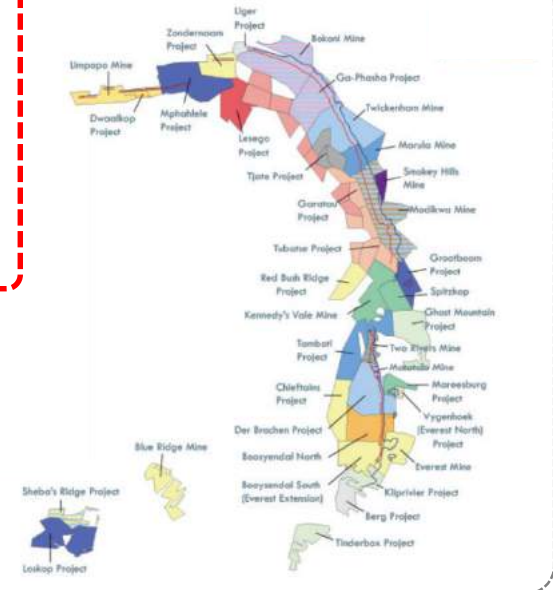 Liger
Project
Zondernaam
Project
Bokoni Mine
Limpopo Mine
Ga-Phasha Project
Dwaalkop
Project
Mphahlele
Project
Twickenham Mine
Lesego
Project
Marula Mine
Tjate Project
Smokey Hills
Mine
Garatau
Project
Modikwa Mine
Tubatse Project
Grootboom
Project
Red Bush Ridge
Project
Spitzkop
Kennedy's Vale Mine
Ghost Mountain
Project
Tamboti
Project
Two Rivers Mine
Mototolo Mine
Chieftains
Project
Mareesburg
Project
Der Brochen Project
Vygenhoek
(Everest North)
Project
Booysendal North
Blue Ridge Mine
Everest Mine
Booysendal South
(Everest Extension)
Kliprivier Project
Sheba's Ridge Project
Berg Project
Tinderbox Project
Loskop Project